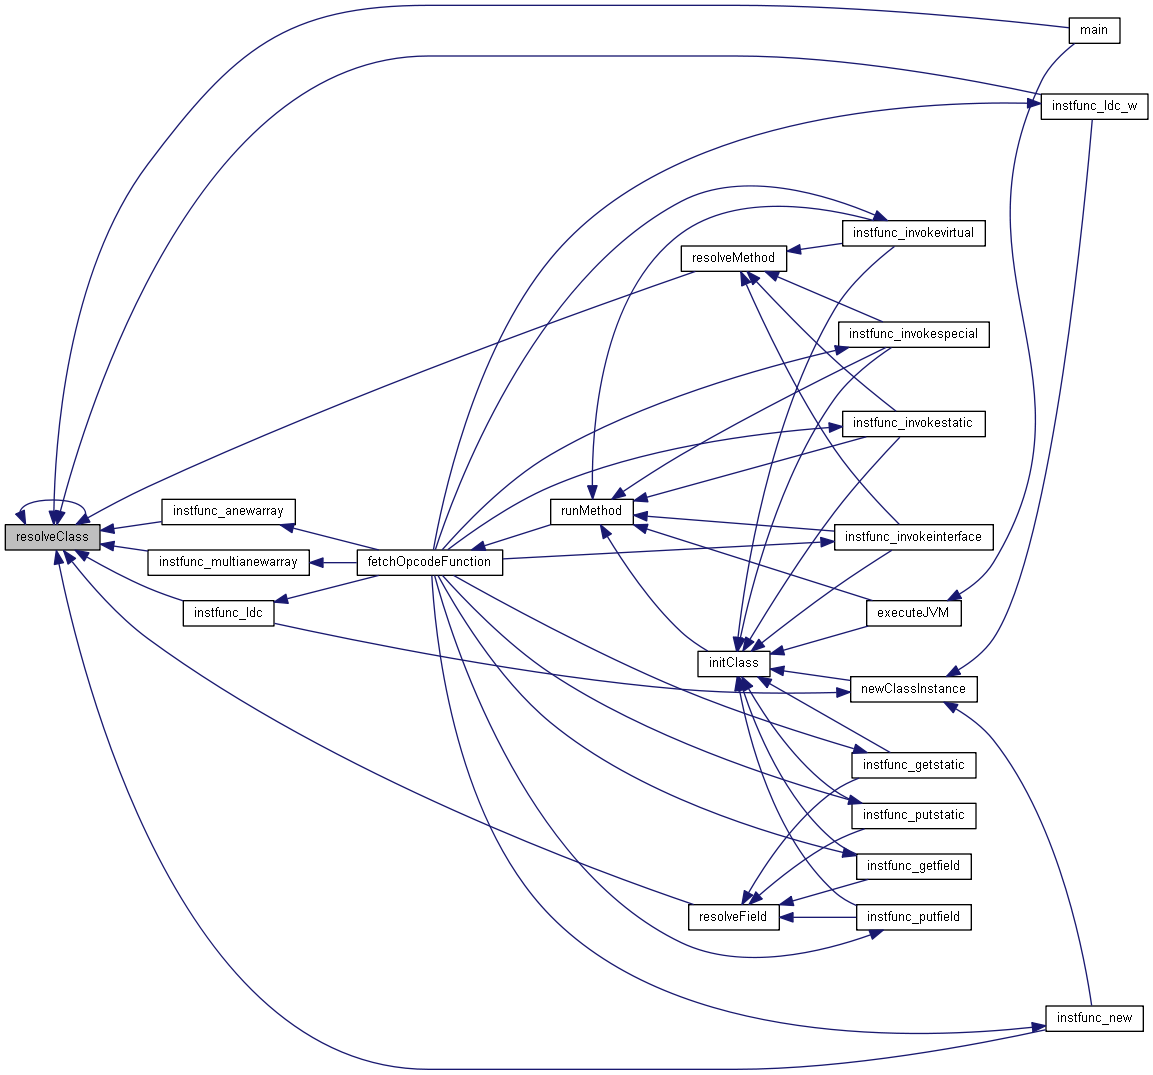 main
instfunc_ldc_w
instfunc_invokevirtual
resolveMethod
instfunc_invokespecial
instfunc_invokestatic
instfunc_anewarray
runMethod
resolveClass
instfunc_invokeinterface
instfunc_multianewarray
fetchOpcodeFunction
instfunc_ldc
executeJVM
initClass
newClassInstance
instfunc_getstatic
instfunc_putstatic
instfunc_getfield
resolveField
instfunc_putfield
instfunc_new